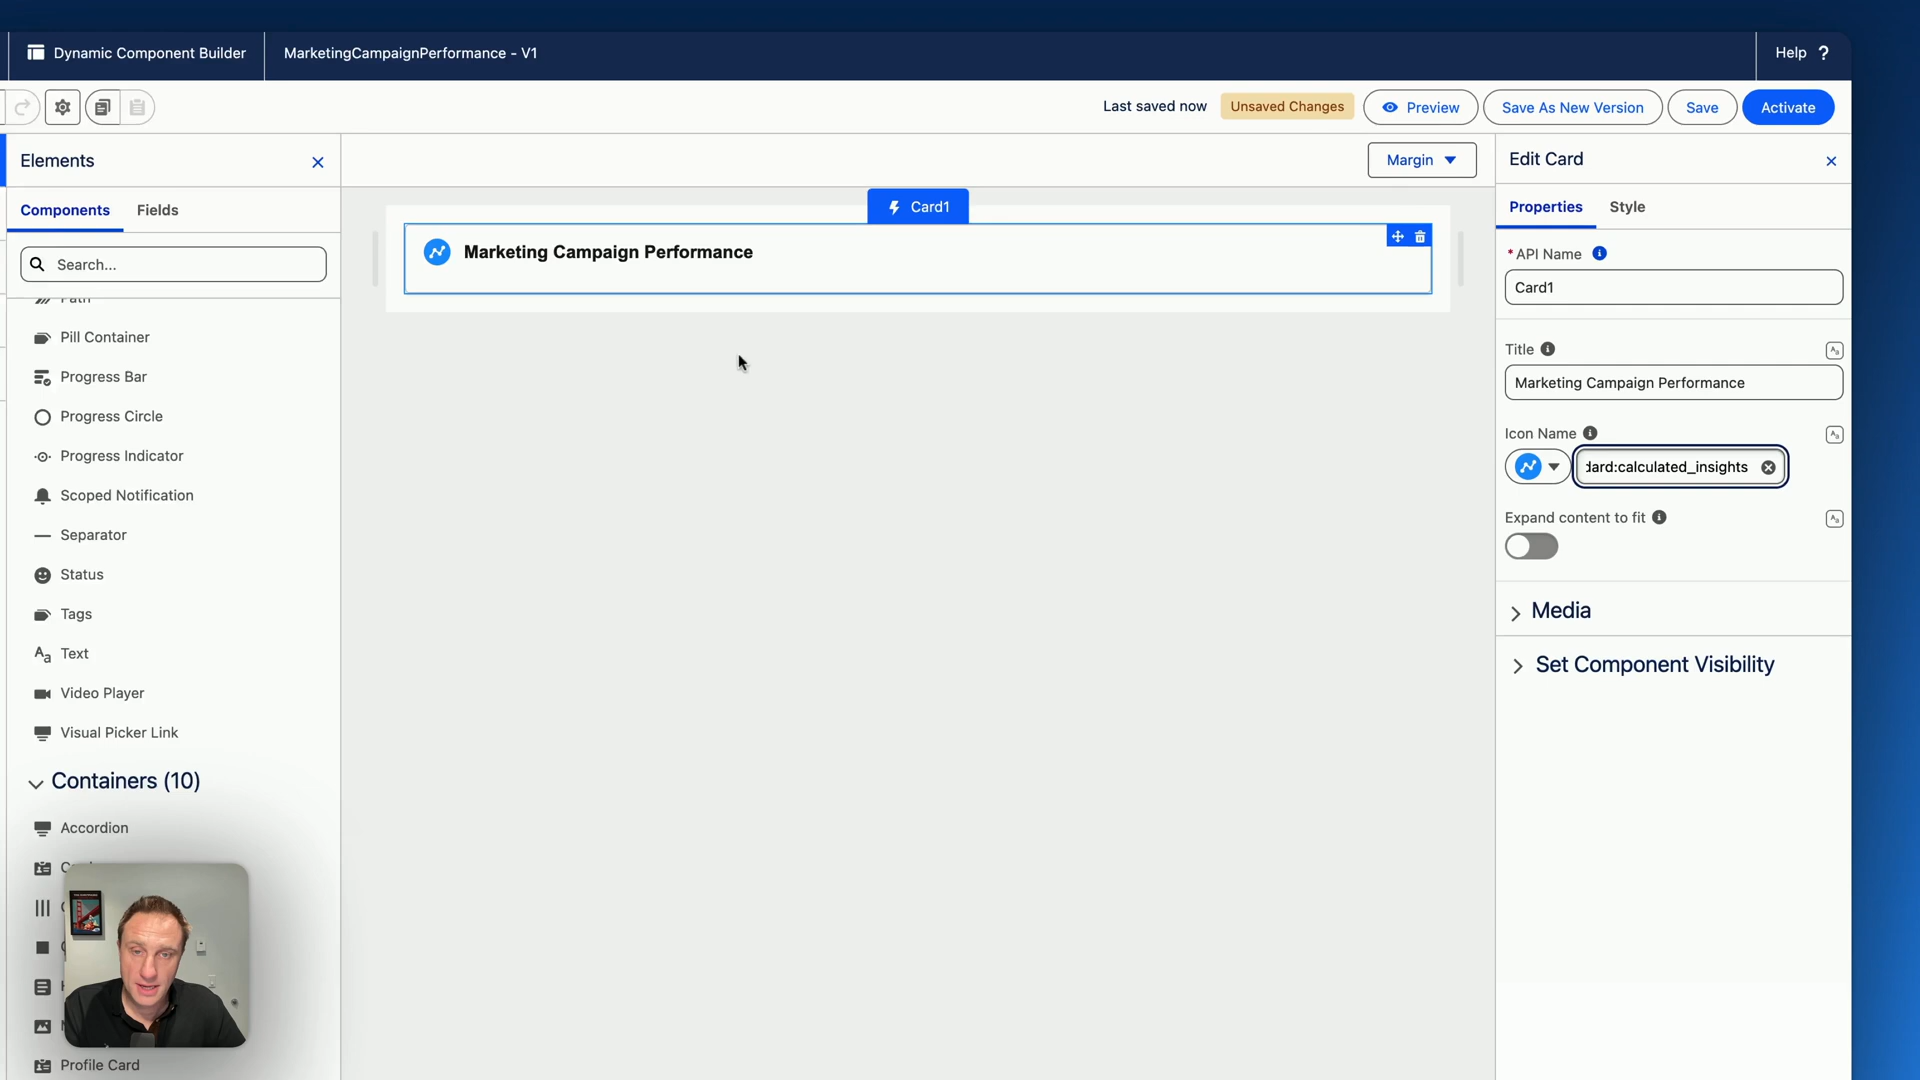 Dynamic Component Builder
MarketingCampaignPerformance - V1
Help ?
Last saved now
Unsaved Changes
Preview
Save As New Version
Save
Activate
Elements
Components
Fields
Search...
Path
Pill Container
Progress Bar
Progress Circle
Progress Indicator
Scoped Notification
Separator
Status
Tags
Text
Video Player
Visual Picker Link
Containers (10)
Accordion
Profile Card
Margin
Card1
Marketing Campaign Performance
Edit Card
Properties
Style
* API Name
Card1
Title
Marketing Campaign Performance
Icon Name
dard:calculated_insights
Expand content to fit
Media
Set Component Visibility